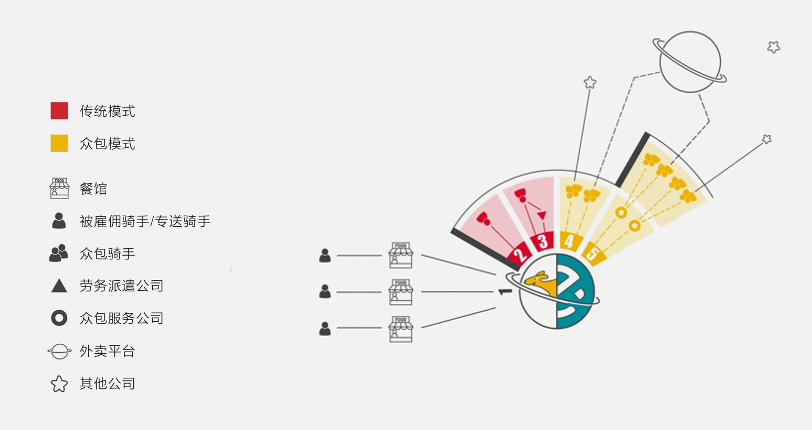 传统模式
众包模式
餐馆
被雇佣骑手/专送骑手
众包骑手
劳务派遣公司
众包服务公司
外卖平台
其他公司
FOOD
FOOD
FOOD
FOOD
1
2
3
4
5